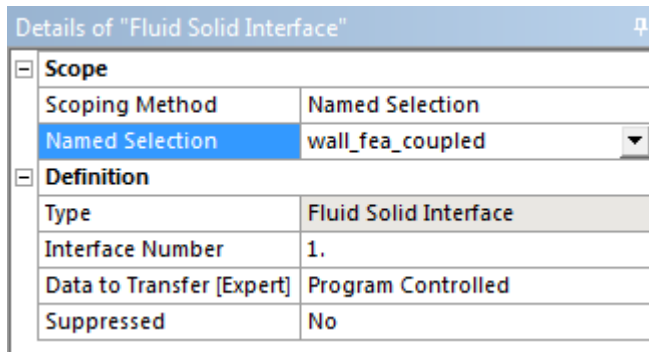 Details of "Fluid Solid Interface"
Scope
Scoping Method Named Selection
Named Selection wall_fea_coupled
Definition
Type Fluid Solid Interface
Interface Number 1.
Data to Transfer [Expert] Program Controlled
Suppressed No